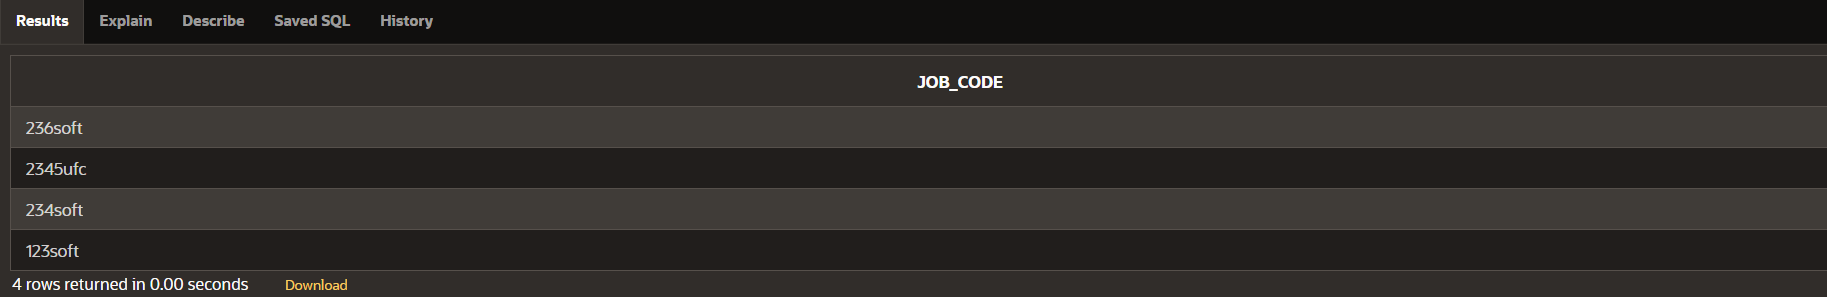 Results Explain Describe Saved SQL History
JOB_CODE
236soft
2345ufc
234soft
123soft
4 rows returned in 0.00 seconds Download